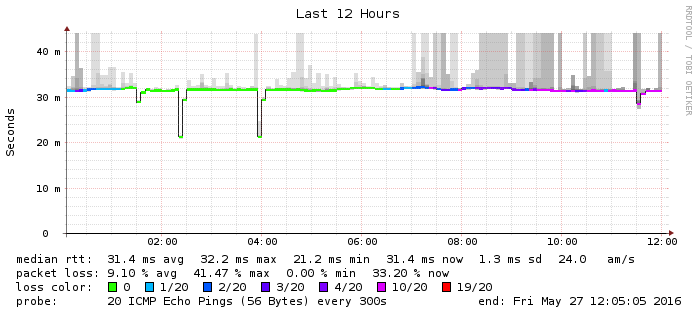 Last 12 Hours
RRDTOOL / TOBI OETIKER
Seconds
40 m
30 m
20 m
10 m
0
02:00 04:00 06:00 08:00 10:00 12:00
median rtt: 31.4 ms avg 32.2 ms max 21.2 ms min 31.4 ms now 1.3 ms sd 24.0 am/s
packet loss: 9.10 % avg 41.47 % max 0.00 % min 33.20 % now
loss color: 0 1/20 2/20 3/20 4/20 10/20 19/20
probe: 20 ICMP Echo Pings (56 Bytes) every 300s end: Fri May 27 12:05:05 2016